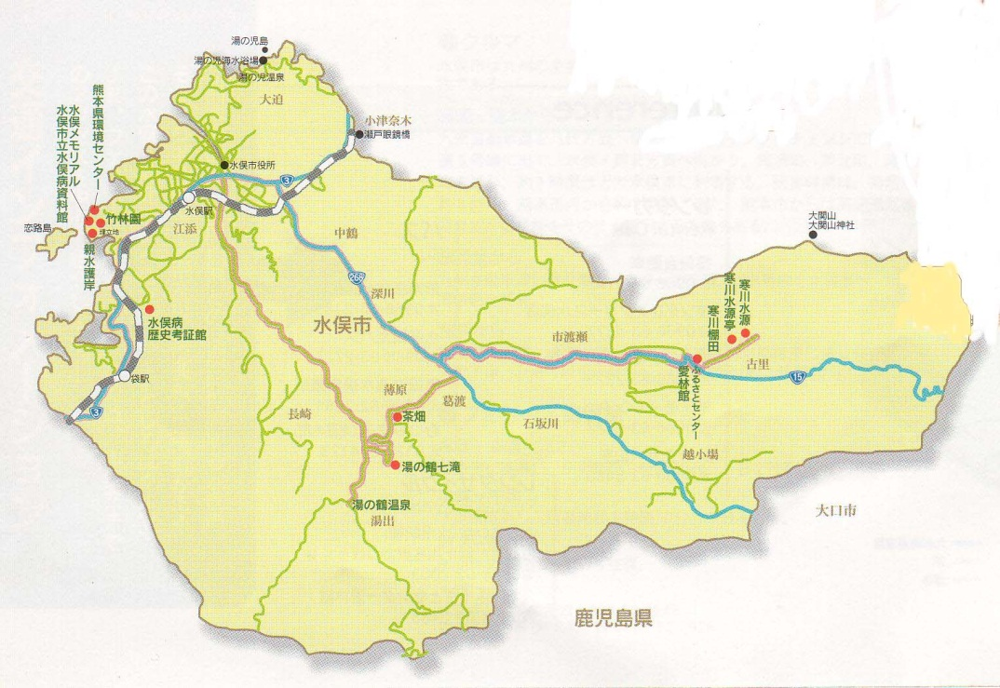 湯の児島
湯の児海水浴場
湯の児温泉
大迫
小津奈木
瀬戸眼鏡橋
熊本県環境センター
水俣メモリアル
水俣市立水俣病資料館
水俣市役所
3
水俣駅
竹林園
埋立地
恋路島
親水護岸
江添
中鶴
大関山
大関山神社
268
深川
水俣病
歴史考証館
水俣市
寒川水源
寒川水源亭
寒川棚田
市渡瀬
古里
15
袋駅
3
ふるさとセンター
愛林館
薄原
葛渡
長崎
茶畑
石坂川
越小場
湯の鶴七滝
湯の鶴温泉
湯出
大口市
鹿児島県